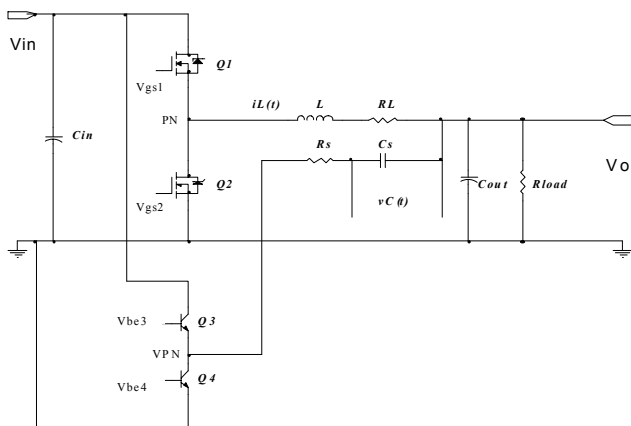 Vin
Q1
Vgs1
PN
iL(t)
L
RL
Cin
Rs
Cs
Vo
Q2
Vgs2
vC(t)
Cout
Rload
Vbe3
Q3
VPN
Vbe4
Q4